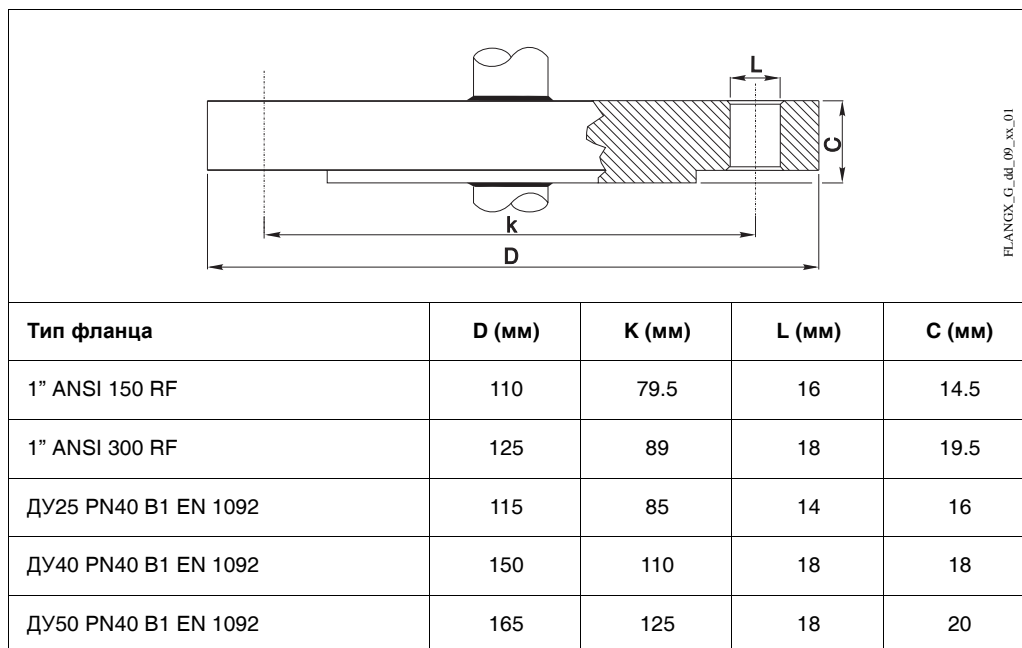 L
C
k
D
FLANGX_G_dd_09_xx_01
Тип фланца D (мм) K (мм) L (мм) C (мм)
1” ANSI 150 RF 110 79.5 16 14.5
1” ANSI 300 RF 125 89 18 19.5
ДУ25 PN40 B1 EN 1092 115 85 14 16
ДУ40 PN40 B1 EN 1092 150 110 18 18
ДУ50 PN40 B1 EN 1092 165 125 18 20